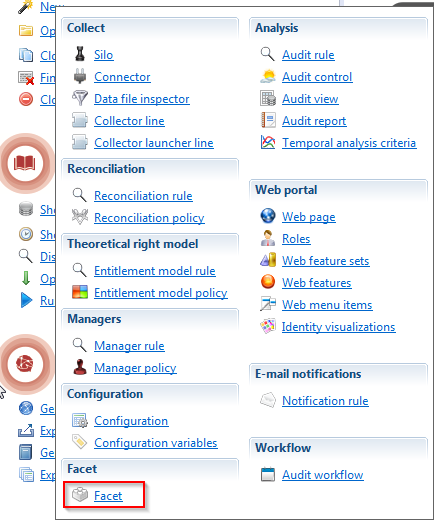 New
Op
Clo
Fin
Clo
Sh
Sh
Dis
Op
Ru
Ge
Exp
Ge
Exp
Collect
Silo
Connector
Data file inspector
Collector line
Collector launcher line
Reconciliation
Reconciliation rule
Reconciliation policy
Theoretical right model
Entitlement model rule
Entitlement model policy
Managers
Manager rule
Manager policy
Configuration
Configuration
Configuration variables
Facet
Facet
Analysis
Audit rule
Audit control
Audit view
Audit report
Temporal analysis criteria
Web portal
Web page
Roles
Web feature sets
Web features
Web menu items
Identity visualizations
E-mail notifications
Notification rule
Workflow
Audit workflow